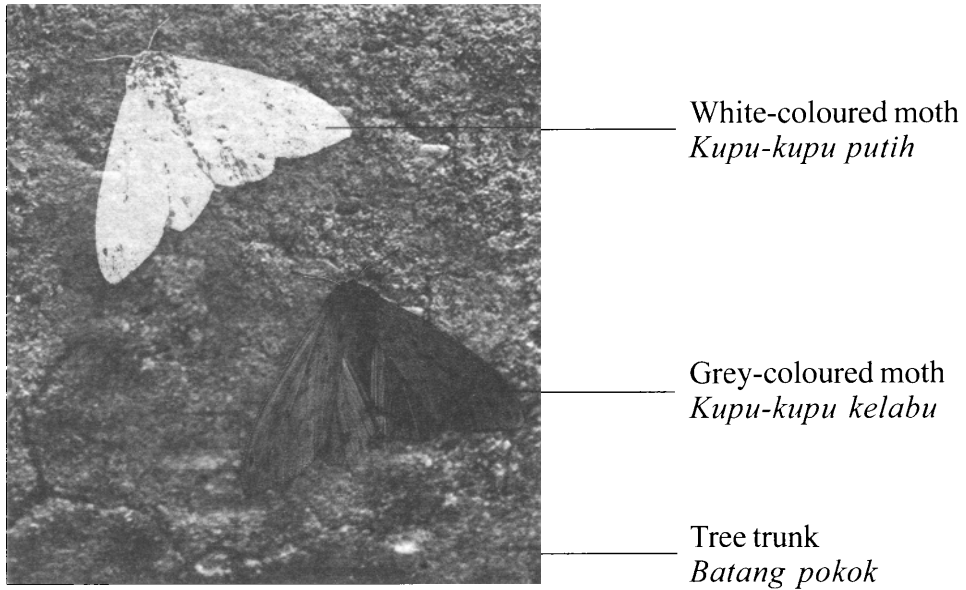 White-coloured moth
Kupu-kupu putih
Grey-coloured moth
Kupu-kupu kelabu
Tree trunk
Batang pokok